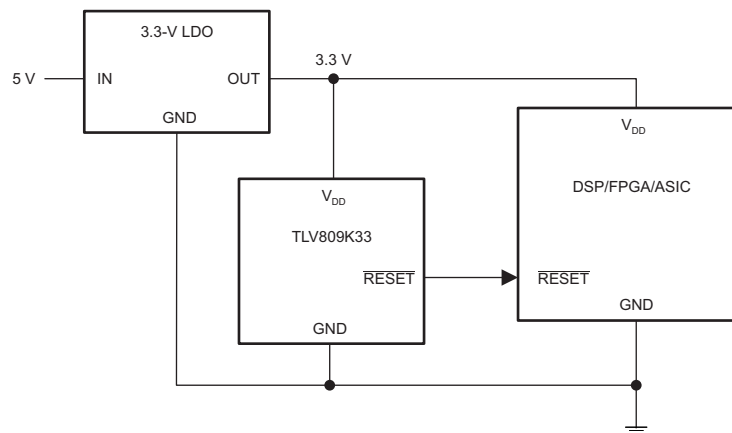 3.3-V LDO
5 V
IN
OUT
3.3 V
GND
V_DD
DSP/FPGA/ASIC
V_DD
TLV809K33
RESET
RESET
GND
GND